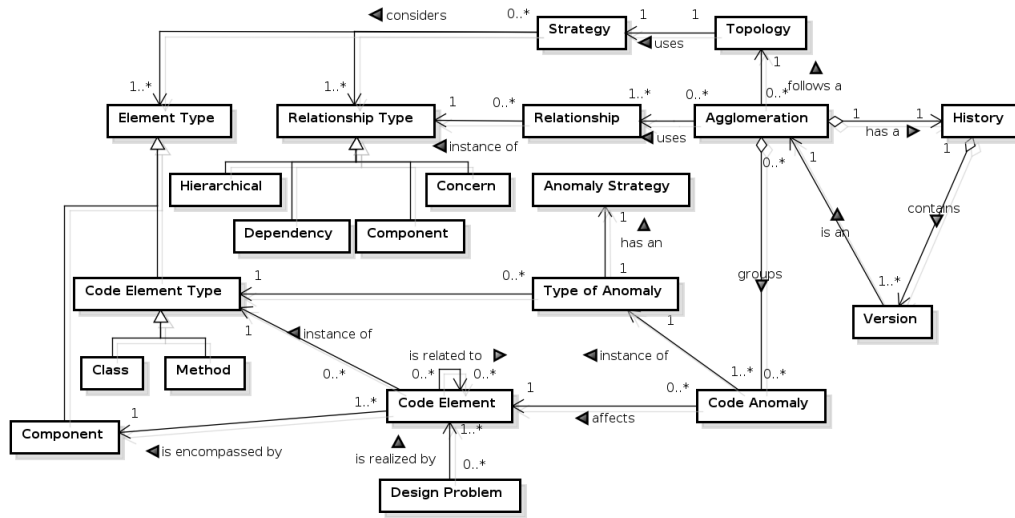 considers
0..*
Strategy
1
1
Topology
uses
1
follows a
1..*
1..*
0..*
Element Type
Relationship Type
1
0..*
Relationship
1..*
0..*
Agglomeration
1
1
History
instance of
uses
has a
0..*
1
1
Hierarchical
Concern
Anomaly Strategy
Dependency
Component
1
has an
contains
is an
Code Element Type
1
0..*
1
Type of Anomaly
groups
1..*
Version
1
instance of
1
is related to
instance of
Class
Method
0..*
0..*
0..*
1..*
0..*
Component
1
1..*
Code Element
1
0..*
Code Anomaly
affects
is encompassed by
1..*
is realized by
0..*
Design Problem